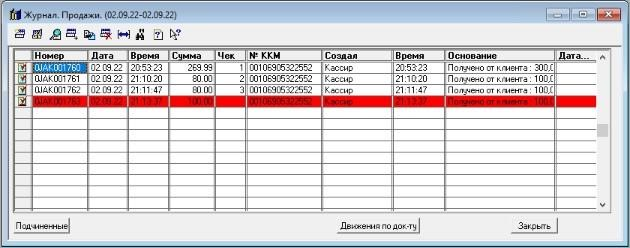 Журнал. Продажи. (02.09.22-02.09.22)
Номер Дата Время Сумма Чек № ККМ Создал Время Основание Дата...
0JAK001760 02.09.22 20:53:23 269.99 1 00106905322552 Кассир 20:53:23 Получено от клиента : 300,0
0JAK001761 02.09.22 21:10:20 80.00 2 00106905322552 Кассир 21:10:20 Получено от клиента : 100,0
0JAK001762 02.09.22 21:11:47 80.00 3 00106905322552 Кассир 21:11:47 Получено от клиента : 100,0
0JAK001763 02.09.22 21:13:37 100.00 00106905322552 Кассир 21:13:37 Получено от клиента : 100,0
Подчиненные Движения по док-ту Закрыть